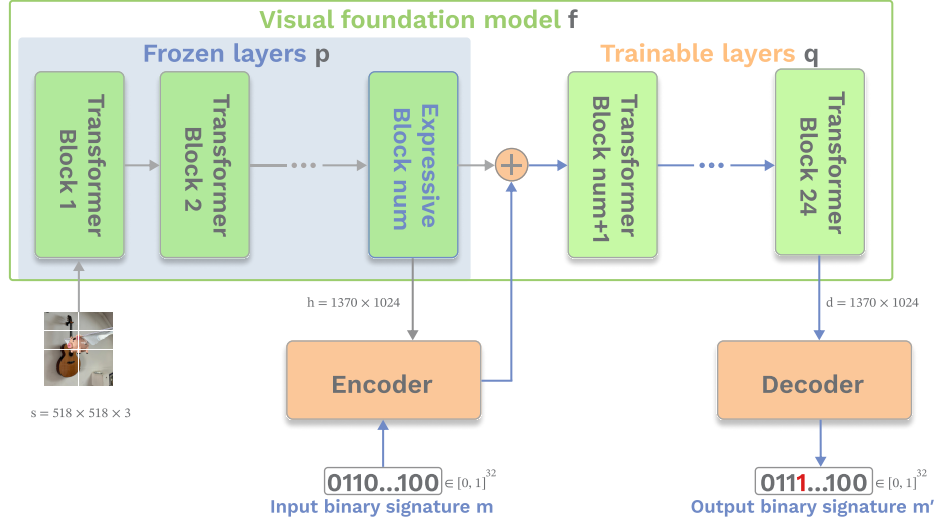 Visual foundation model f
Frozen layers p
Trainable layers q
Transformer
Block 1
Transformer
Block 2
...
Expressive
Block num
+
Transformer
Block num+1
...
Transformer
Block 24
h = 1370 × 1024
d = 1370 × 1024
Encoder
Decoder
s = 518 × 518 × 3
0110...100 ∈ [0, 1]³²
Input binary signature m
0111...100 ∈ [0, 1]³²
Output binary signature m′